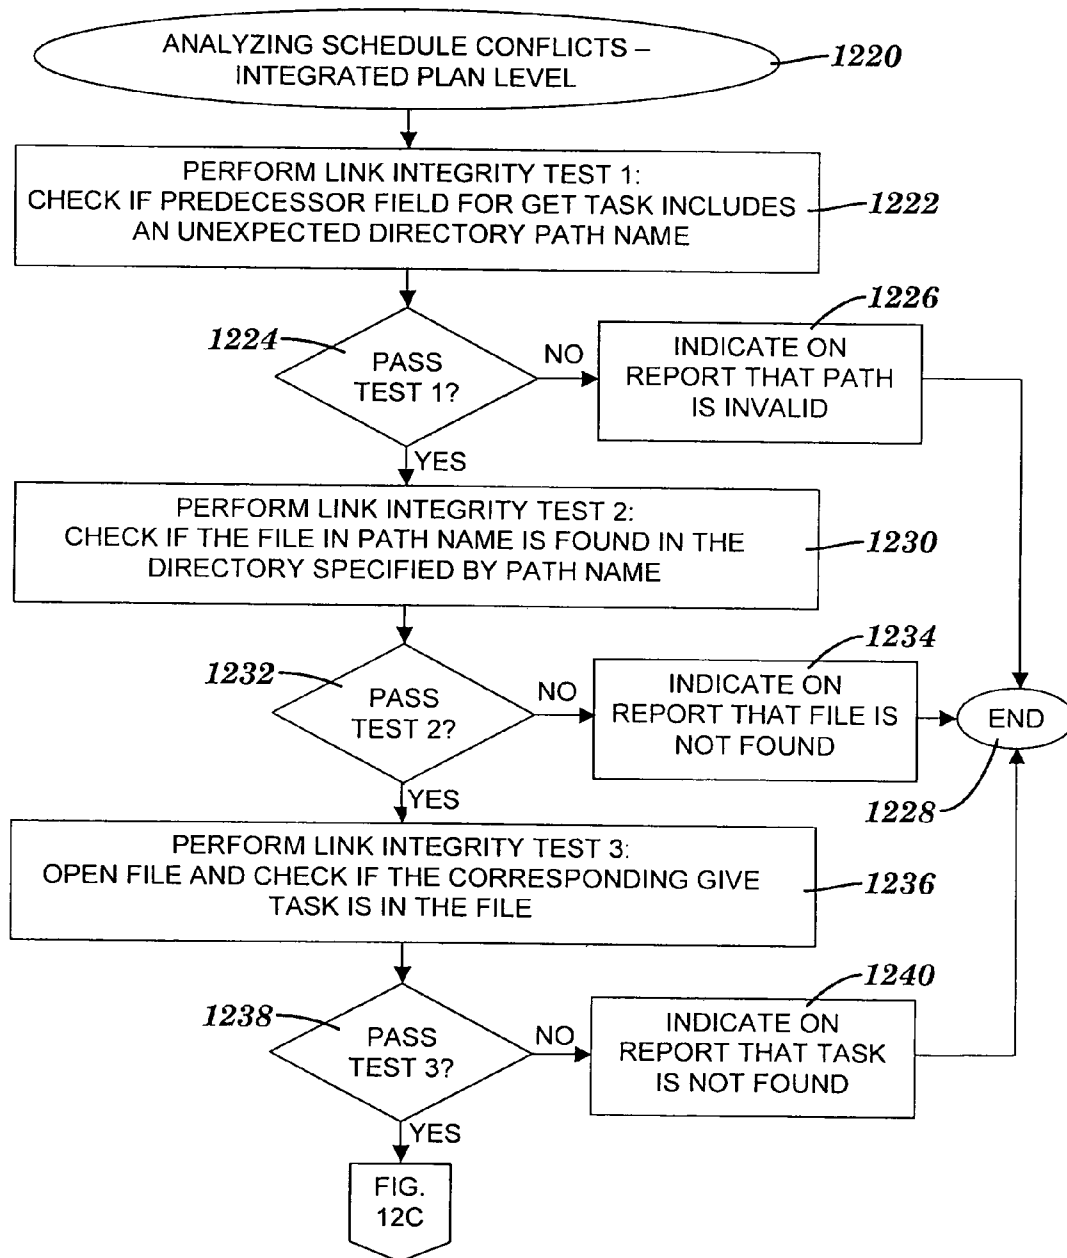 ANALYZING SCHEDULE CONFLICTS –
INTEGRATED PLAN LEVEL
1220
PERFORM LINK INTEGRITY TEST 1:
CHECK IF PREDECESSOR FIELD FOR GET TASK INCLUDES
AN UNEXPECTED DIRECTORY PATH NAME
1222
1224
PASS
TEST 1?
NO
1226
INDICATE ON
REPORT THAT PATH
IS INVALID
YES
PERFORM LINK INTEGRITY TEST 2:
CHECK IF THE FILE IN PATH NAME IS FOUND IN THE
DIRECTORY SPECIFIED BY PATH NAME
1230
1232
PASS
TEST 2?
NO
1234
INDICATE ON
REPORT THAT FILE IS
NOT FOUND
END
1228
YES
PERFORM LINK INTEGRITY TEST 3:
OPEN FILE AND CHECK IF THE CORRESPONDING GIVE
TASK IS IN THE FILE
1236
1238
PASS
TEST 3?
NO
1240
INDICATE ON
REPORT THAT TASK
IS NOT FOUND
YES
FIG.
12C